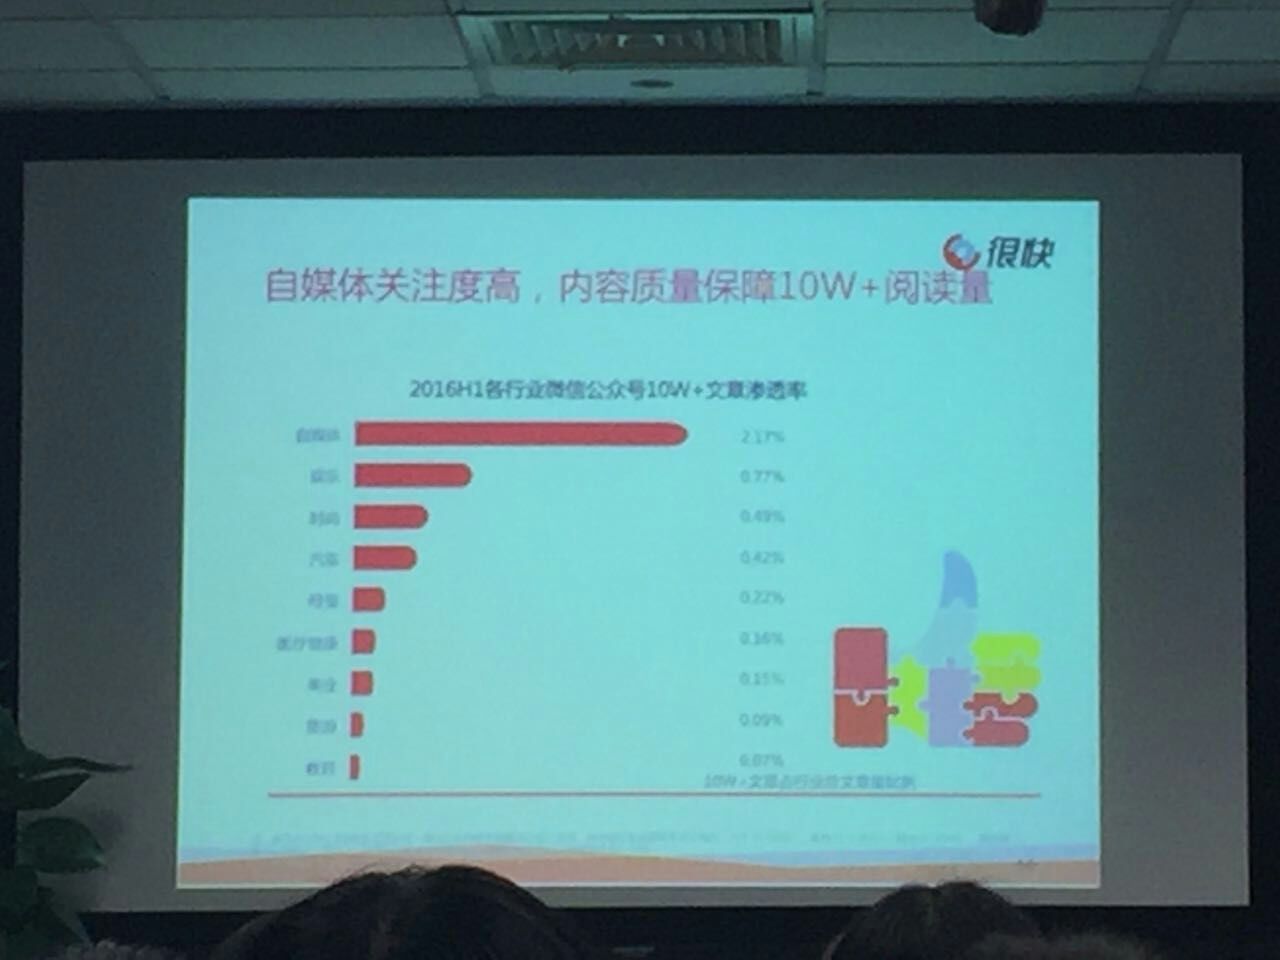 很快
自媒体关注度高，内容质量保障10W+阅读量
2016H1各行业微信公众号10W+文章渗透率
自媒体 2.17%
娱乐 0.77%
时尚 0.49%
汽车 0.42%
母婴 0.22%
医疗健康 0.16%
0.15%
旅游 0.09%
教育 0.07%
10W+文章占行业总文章量比例